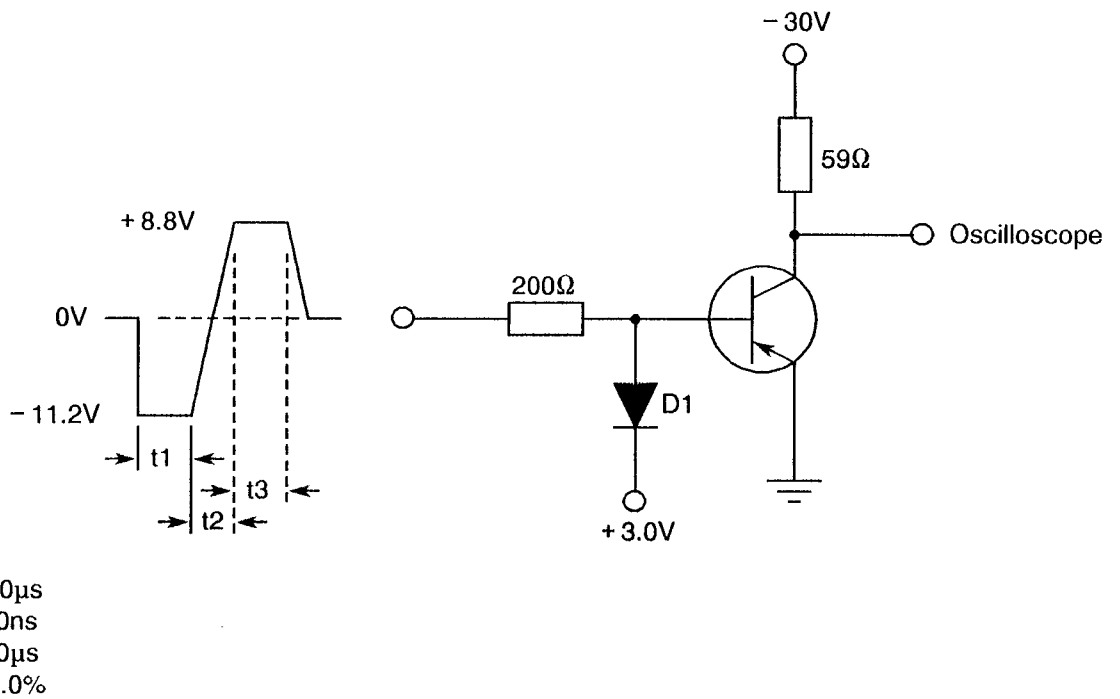 − 30V
59Ω
Oscilloscope
+ 8.8V
200Ω
0V
D1
− 11.2V
t1
t3
t2
+ 3.0V
0µs
0ns
0µs
.0%